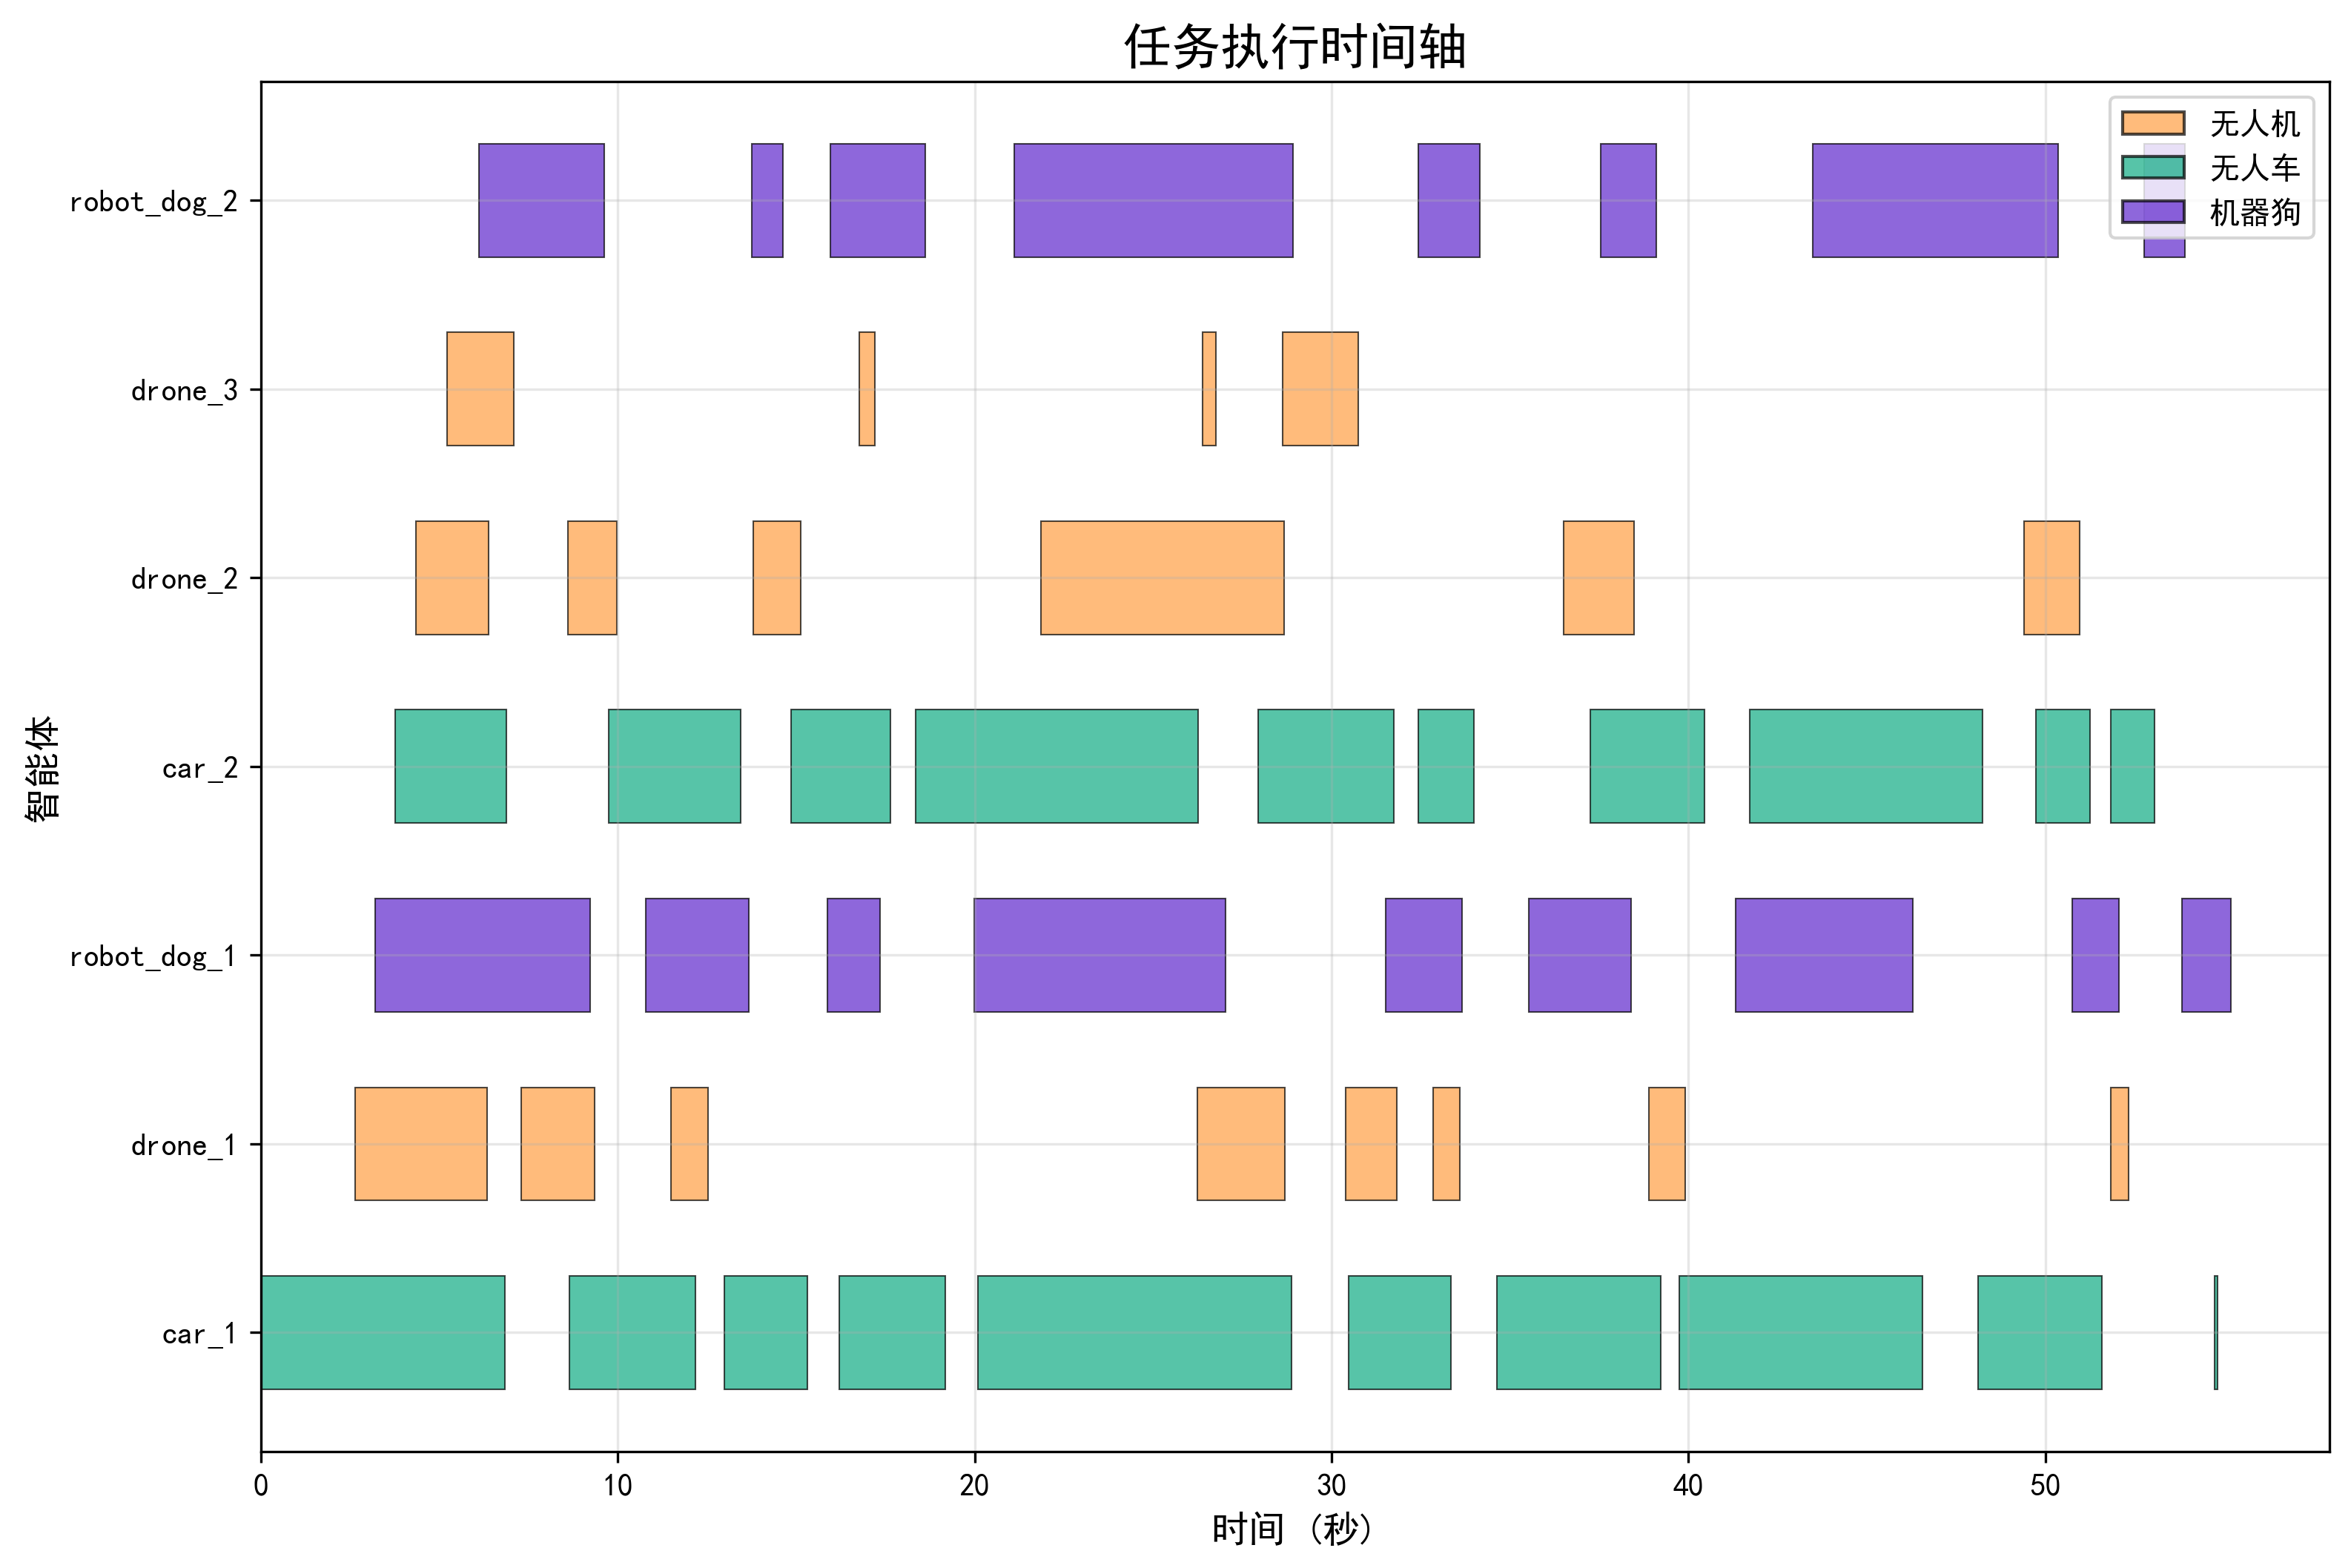 任务执行时间轴
无人机
无人车
机器狗
robot_dog_2
drone_3
drone_2
car_2
robot_dog_1
drone_1
car_1
智能体
0 10 20 30 40 50
时间 (秒)